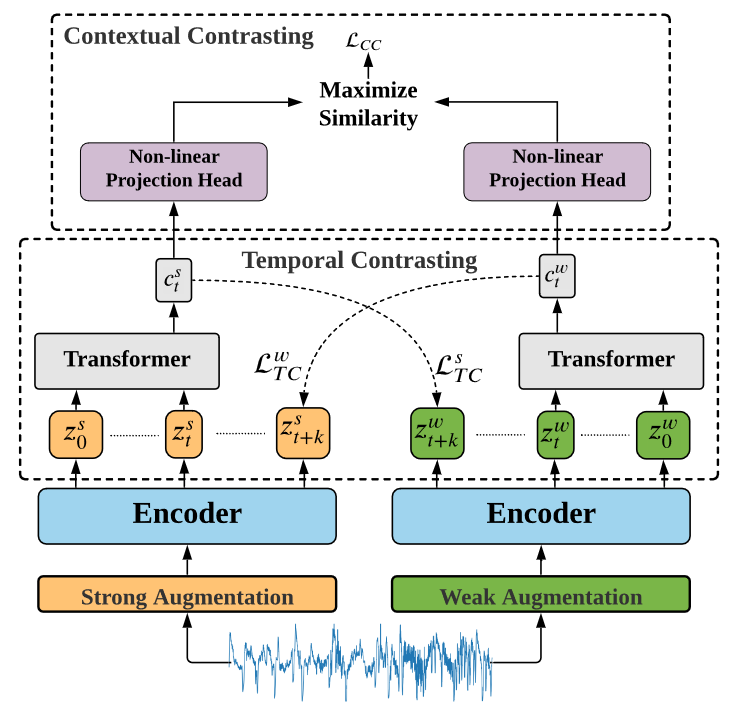 Contextual Contrasting
ℒ_CC
Maximize
Similarity
Non-linear
Projection Head
Non-linear
Projection Head
Temporal Contrasting
c_t^s
c_t^w
Transformer
ℒ_TC^w
ℒ_TC^s
Transformer
z_0^s
z_t^s
z_{t+k}^s
z_{t+k}^w
z_t^w
z_0^w
Encoder
Encoder
Strong Augmentation
Weak Augmentation